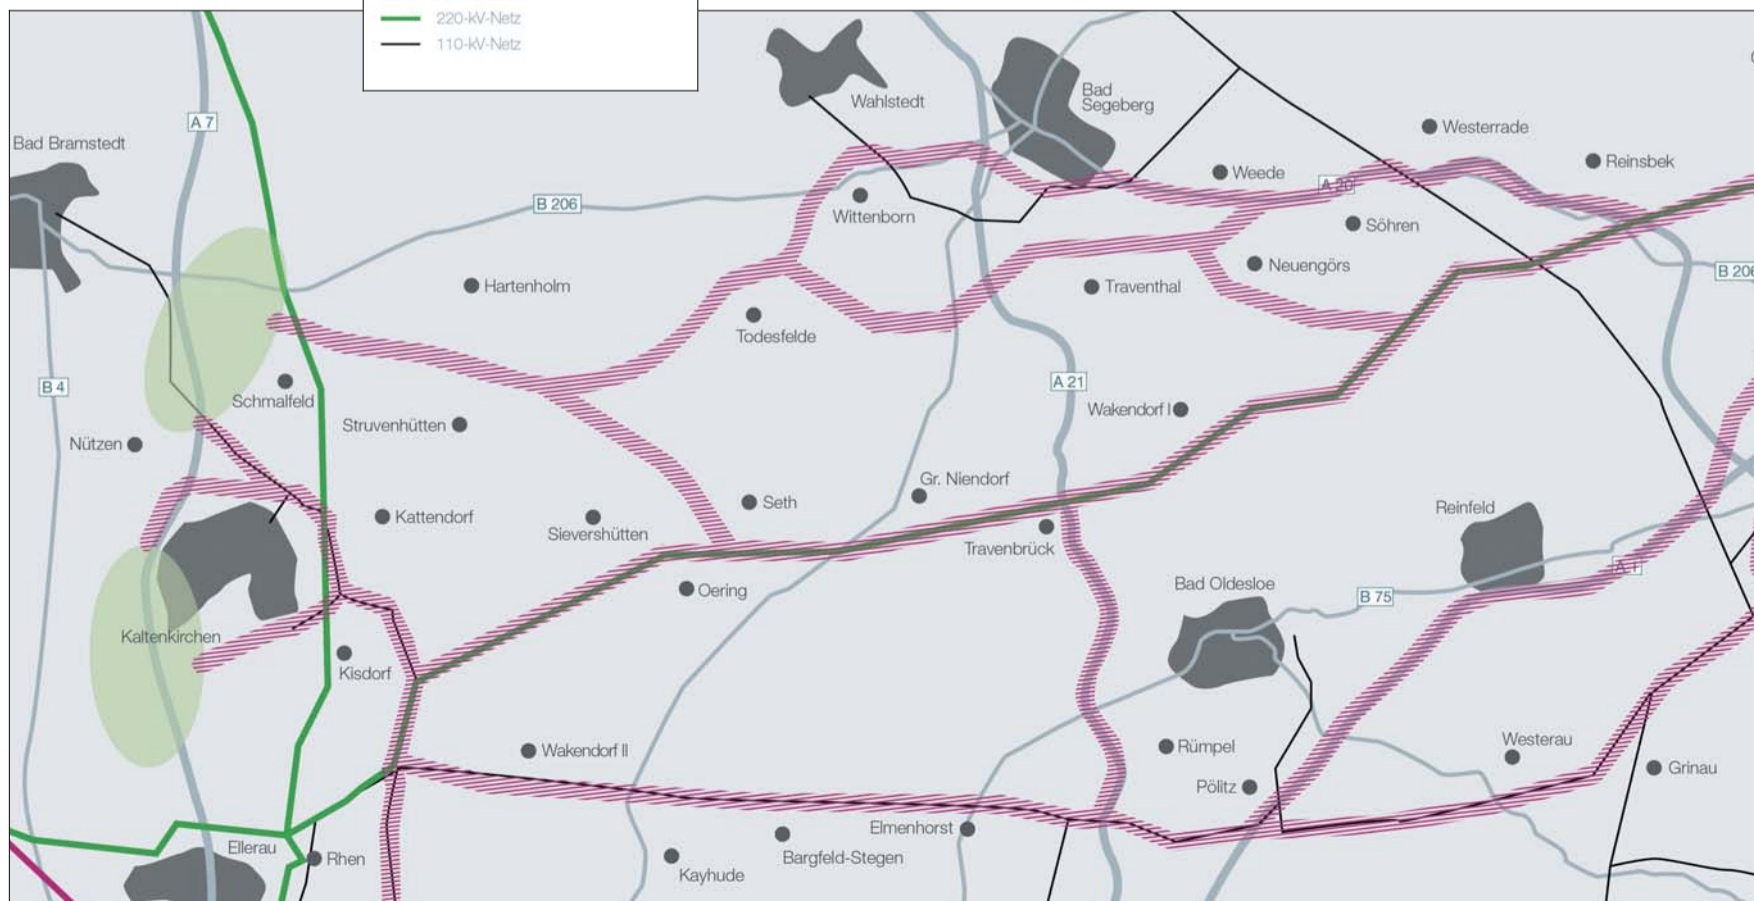 220-kV-Netz
110-kV-Netz
Wahlstedt
Bad
Segeberg
A 7
Westerrade
Bad Bramstedt
Reinsbek
Weede
A 20
B 206
Wittenborn
Söhren
Neuengörs
B 206
Hartenholm
Traventhal
Todesfelde
A 21
B 4
Schmalfeld
Wakendorf I
Struvenhütten
Nützen
Gr. Niendorf
Seth
Reinfeld
Kattendorf
Sievershütten
Travenbrück
A 1
Bad Oldesloe
Oering
B 75
Kaltenkirchen
Kisdorf
Westerau
Wakendorf II
Rümpel
Grinau
Pölitz
Elmenhorst
Ellerau
Rhen
Bargfeld-Stegen
Kayhude